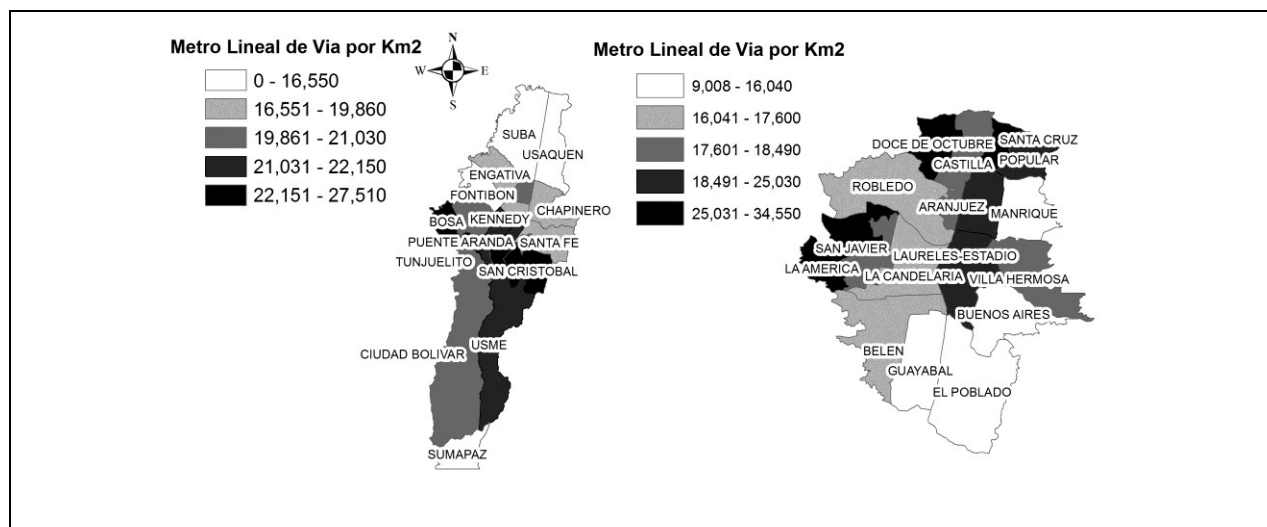 Metro Lineal de Via por Km2
0 - 16,550
16,551 - 19,860
19,861 - 21,030
21,031 - 22,150
22,151 - 27,510
N
W E
S
SUBA
USAQUEN
ENGATIVA
FONTIBON
CHAPINERO
BOSA KENNEDY
PUENTE ARANDA SANTA FE
TUNJUELITO
SAN CRISTOBAL
CIUDAD BOLIVAR USME
SUMAPAZ
Metro Lineal de Via por Km2
9,008 - 16,040
16,041 - 17,600
17,601 - 18,490
18,491 - 25,030
25,031 - 34,550
DOCE DE OCTUBRE SANTA CRUZ
CASTILLA POPULAR
ROBLEDO
ARANJUEZ
MANRIQUE
SAN JAVIER LAURELES-ESTADIO
LA AMERICA LA CANDELARIA VILLA HERMOSA
BUENOS AIRES
BELEN
GUAYABAL
EL POBLADO